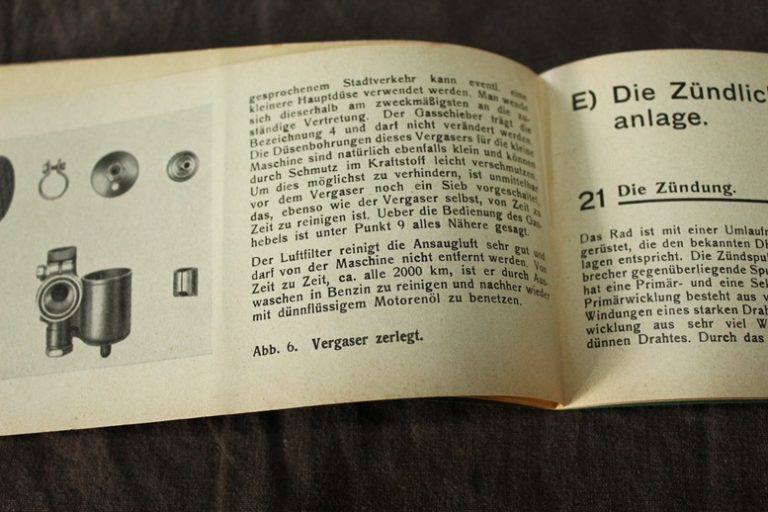 gesprochenem Stadtverkehr kann eventl. eine
kleinere Hauptdüse verwendet werden. Man wende
sich dieserhalb am zweckmäßigsten an die zu-
ständige Vertretung. Der Gasschieber trägt die
Bezeichnung 4 und darf nicht verändert werden.
Die Düsenbohrungen dieses Vergasers für die kleine
Maschine sind natürlich ebenfalls klein und können
durch Schmutz im Kraftstoff leicht verschmutzen.
Um dies möglichst zu verhindern, ist unmittelbar
vor dem Vergaser noch ein Sieb vorgeschaltet,
das, ebenso wie der Vergaser selbst, von Zeit zu
Zeit zu reinigen ist. Ueber die Bedienung des Gas-
hebels ist unter Punkt 9 alles Nähere gesagt.
Der Luftfilter reinigt die Ansaugluft sehr gut und
darf von der Maschine nicht entfernt werden. Von
Zeit zu Zeit, ca. alle 2000 km, ist er durch Aus-
waschen in Benzin zu reinigen und nachher wieder
mit dünnflüssigem Motorenöl zu benetzen.
Abb. 6. Vergaser zerlegt.
E) Die Zündlic
anlage.
21 Die Zündung.
Das Rad ist mit einer Umlaufm
gerüstet, die den bekannten
lagen entspricht. Die Zündspul
brecher gegenüberliegende Spu
hat eine Primär- und eine Sek
Primärwicklung besteht aus v
Windungen eines starken Draht
wicklung aus sehr viel W
dünnen Drahtes. Durch das